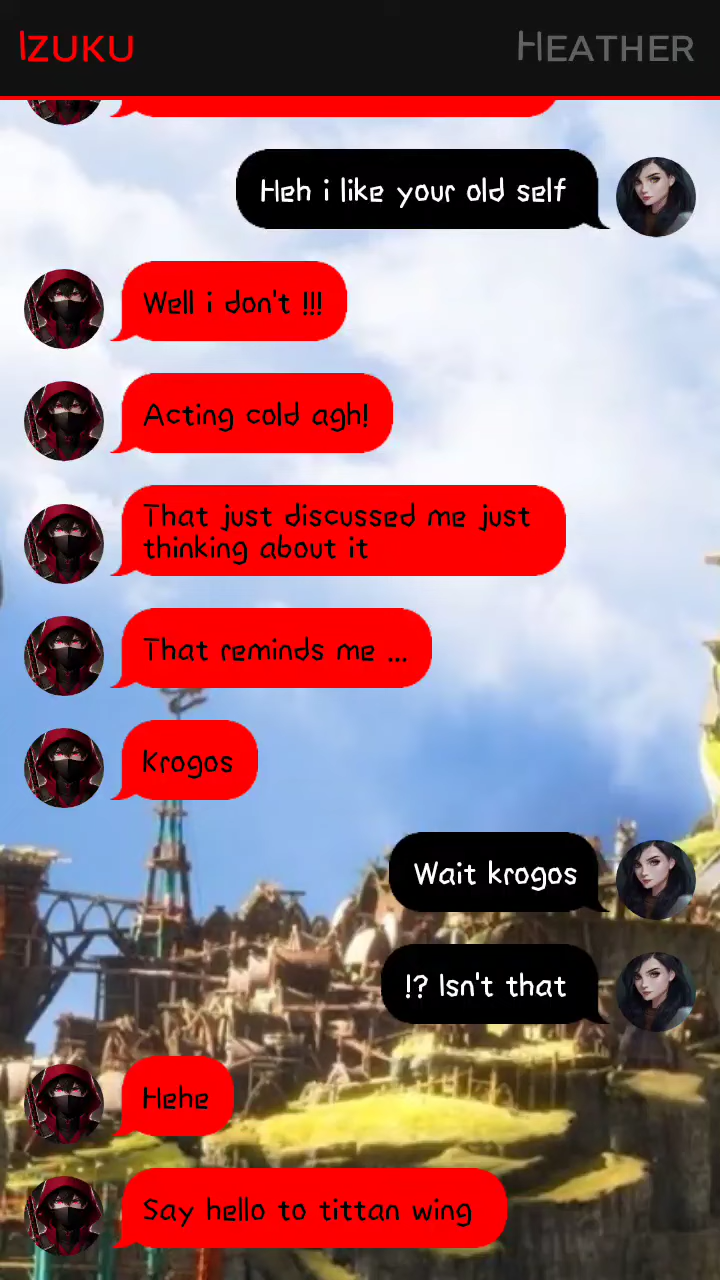 Izuku
Heather
Heh i like your old self
Well i don't !!!
Acting cold agh!
That just discussed me just
thinking about it
That reminds me ...
Krogos
Wait krogos
!? Isn't that
Hehe
Say hello to tittan wing